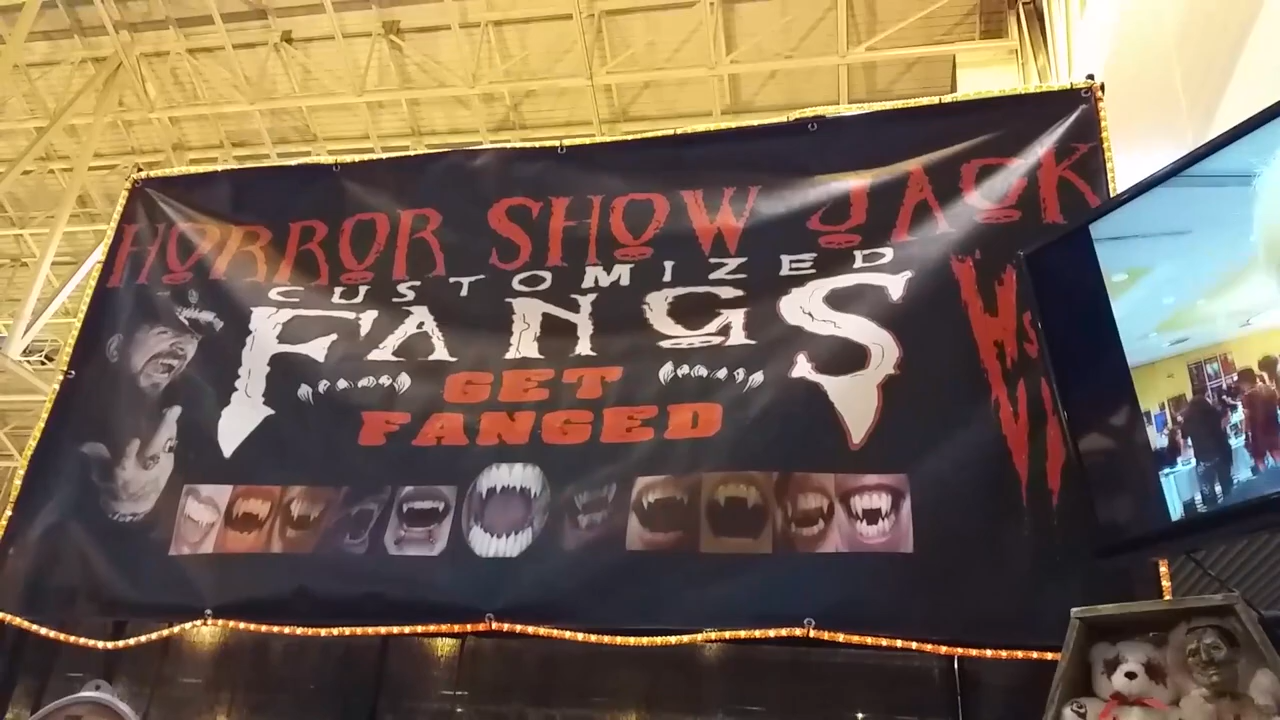 HORROR SHOW JACK
CUSTOMIZED
FANGS
GET
FANGED